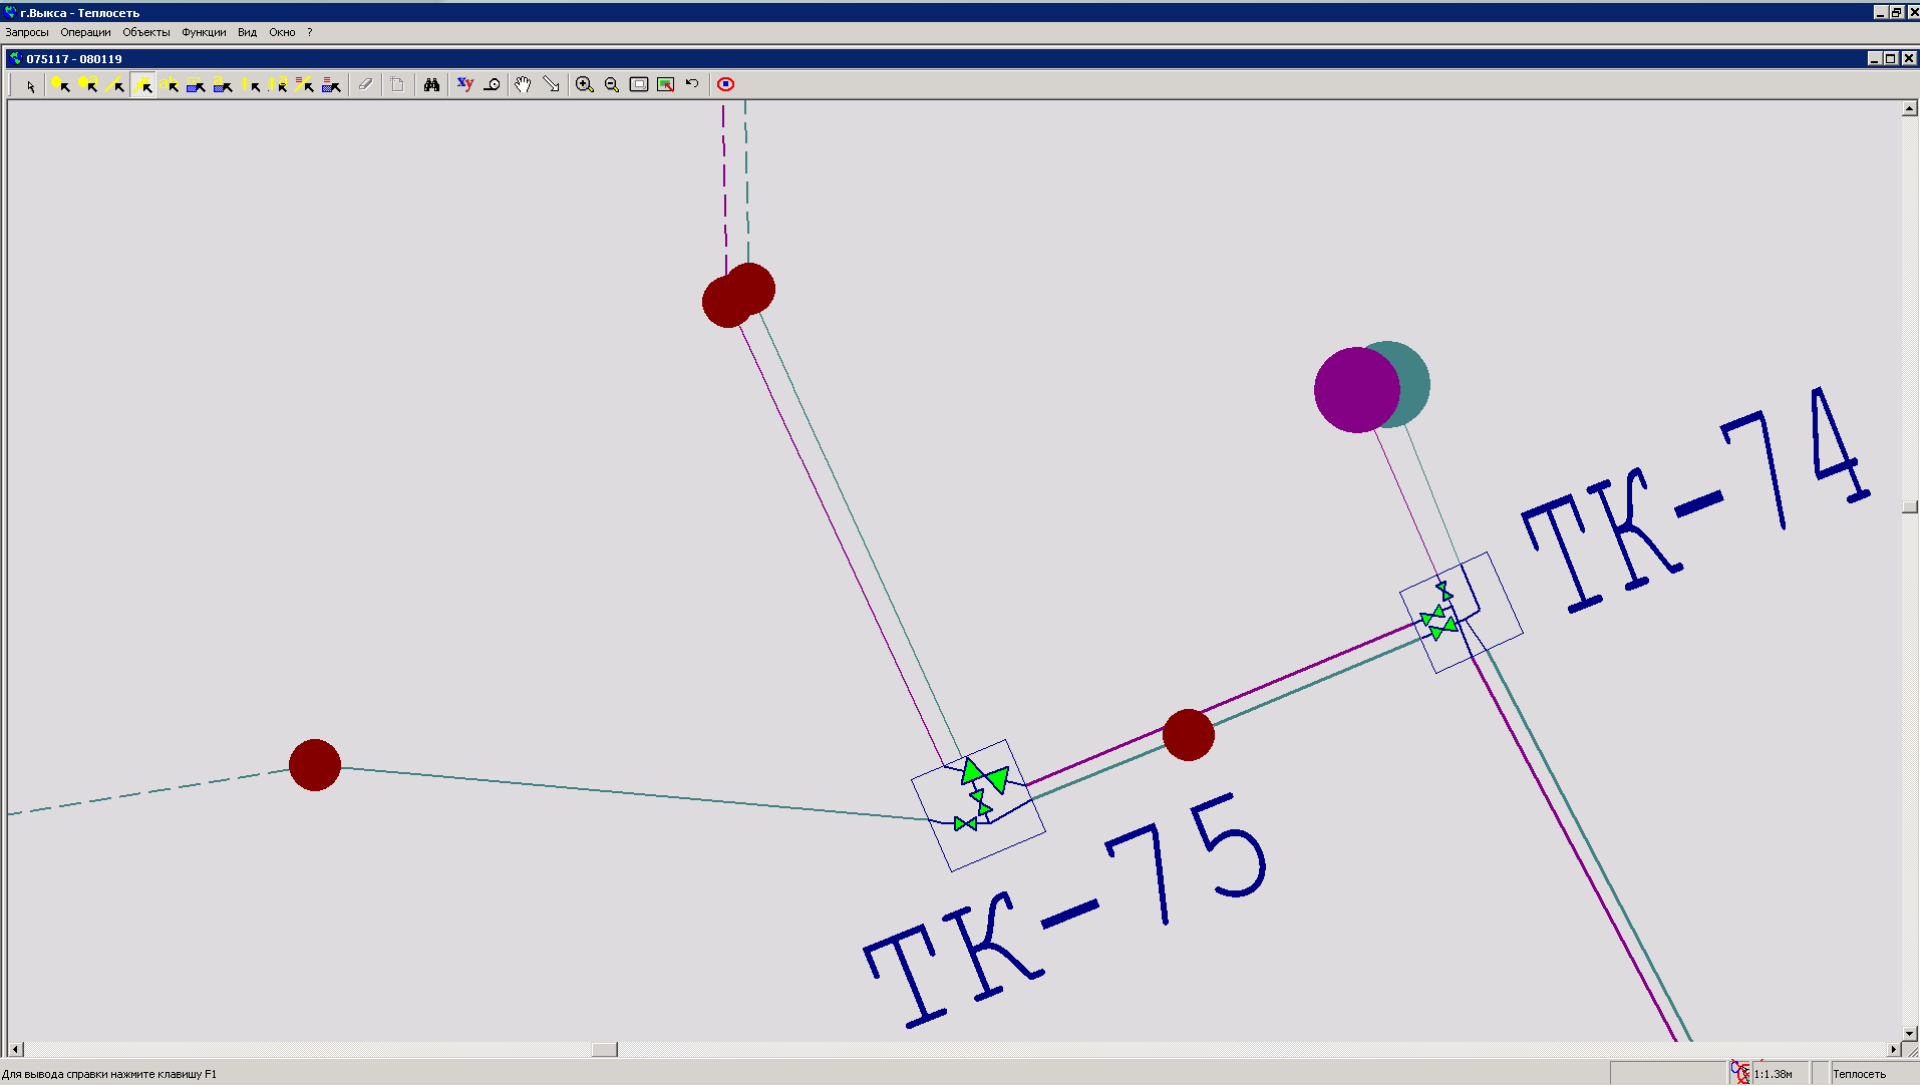 г.Выкса - Теплосеть
Запросы Операции Объекты Функции Вид Окно ?
075117 - 080119
xy
ТК-74
ТК-75
Для вывода справки нажмите клавишу F1
1:1.38м
Теплосеть